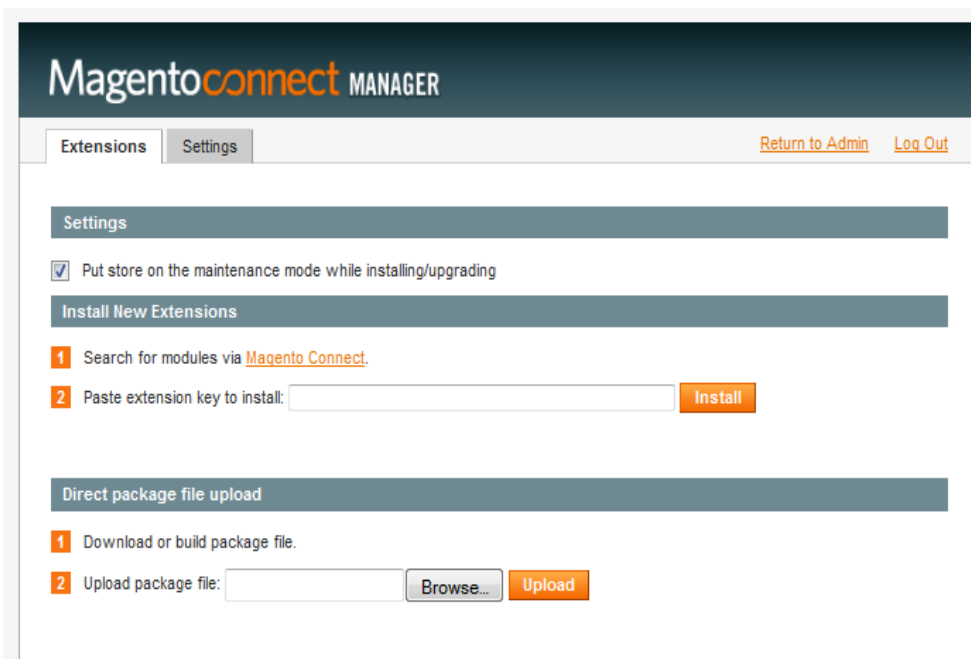 Magentoconnect MANAGER
Extensions Settings Return to Admin Log Out
Settings
Put store on the maintenance mode while installing/upgrading
Install New Extensions
1 Search for modules via Magento Connect.
2 Paste extension key to install: Install
Direct package file upload
1 Download or build package file.
2 Upload package file: Browse... Upload